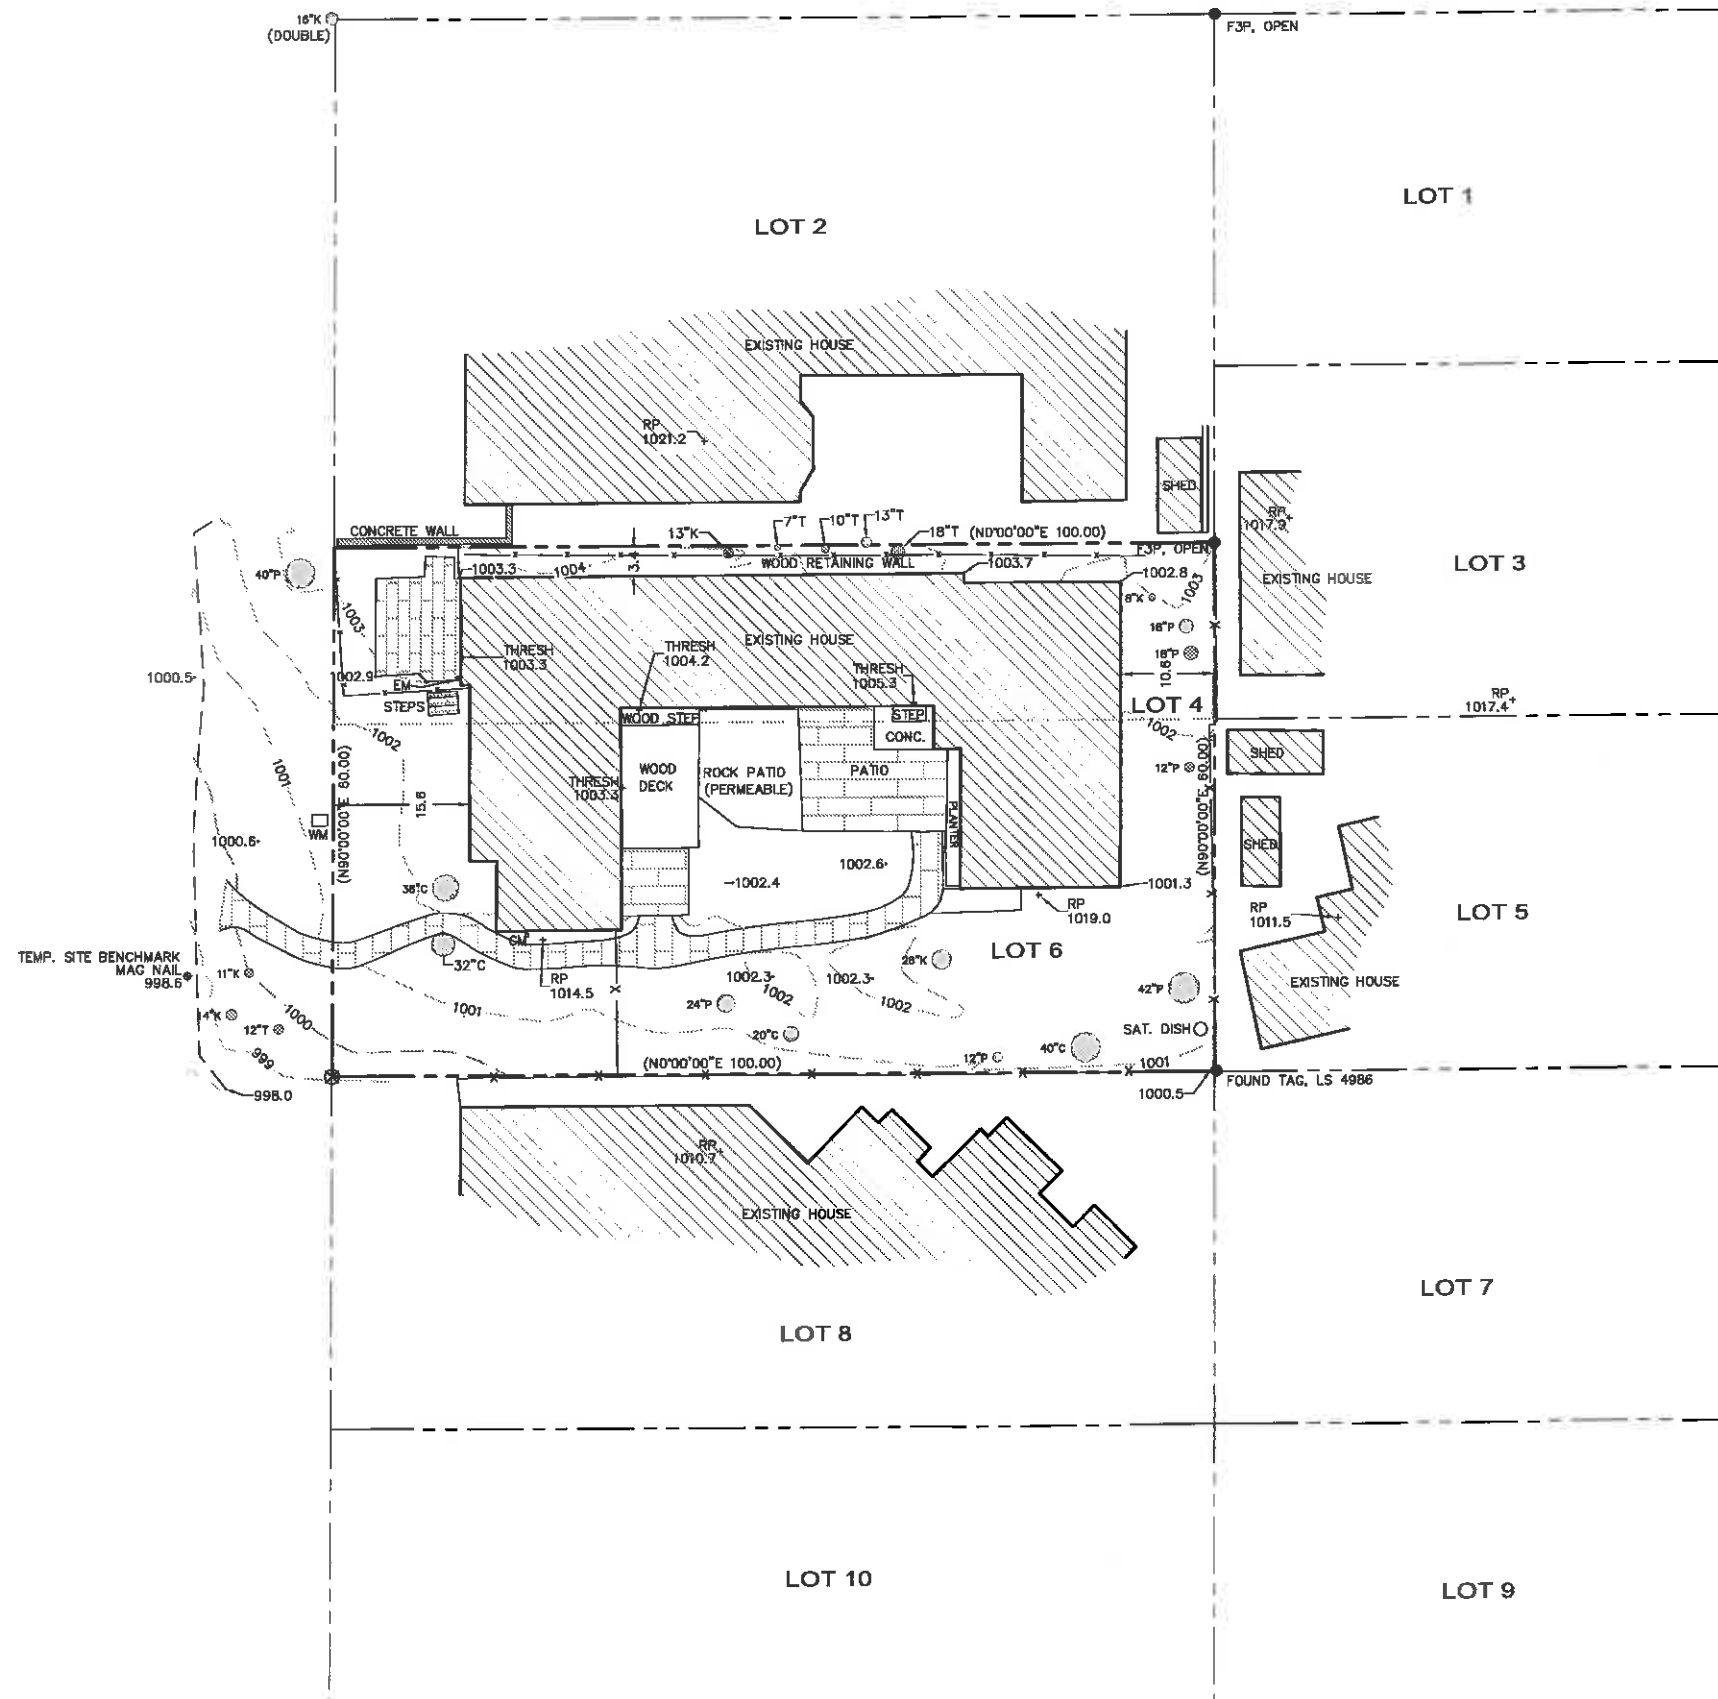 16"K
(DOUBLE)
F3P, OPEN
LOT 1
LOT 2
EXISTING HOUSE
RP
1021.2
SHED
RP
1017.9
CONCRETE WALL
13"K
7"T
10"T
13"T
18"T
(N0°00'00"E 100.00)
F3P, OPEN
3.4
WOOD RETAINING WALL
1003.3
1004
1003.7
1002.8
1003
40"P
1003
8"K
16"P
18"P
EXISTING HOUSE
LOT 3
EXISTING HOUSE
THRESH
1003.3
THRESH
1004.2
THRESH
1005.3
1000.5
1002.9
EM
STEPS
10.6
LOT 4
RP
1017.4
WOOD STEP
STEP
CONC.
1002
1002
1001
THRESH
1003.3
WOOD
DECK
ROCK PATIO
(PERMEABLE)
PATIO
PLANTER
12"P
SHED
(N90°00'00"E 60.00)
15.6
(N90°00'00"E 60.00)
WM
1000.6
SHED
36"C
1002.4
1002.6
1001.3
RP
1019.0
RP
1011.5
LOT 5
GM
32"C
LOT 6
TEMP. SITE BENCHMARK
MAG NAIL
998.6
11"K
RP
1014.5
28"K
1002.3
1002
1002.3
1002
42"P
EXISTING HOUSE
14"K
12"T
1000
1001
24"P
20"C
SAT. DISH
999
12"P
40"C
(N0°00'00"E 100.00)
1001
998.0
1000.5
FOUND TAG, LS 4986
RP
1010.7
EXISTING HOUSE
LOT 7
LOT 8
LOT 10
LOT 9